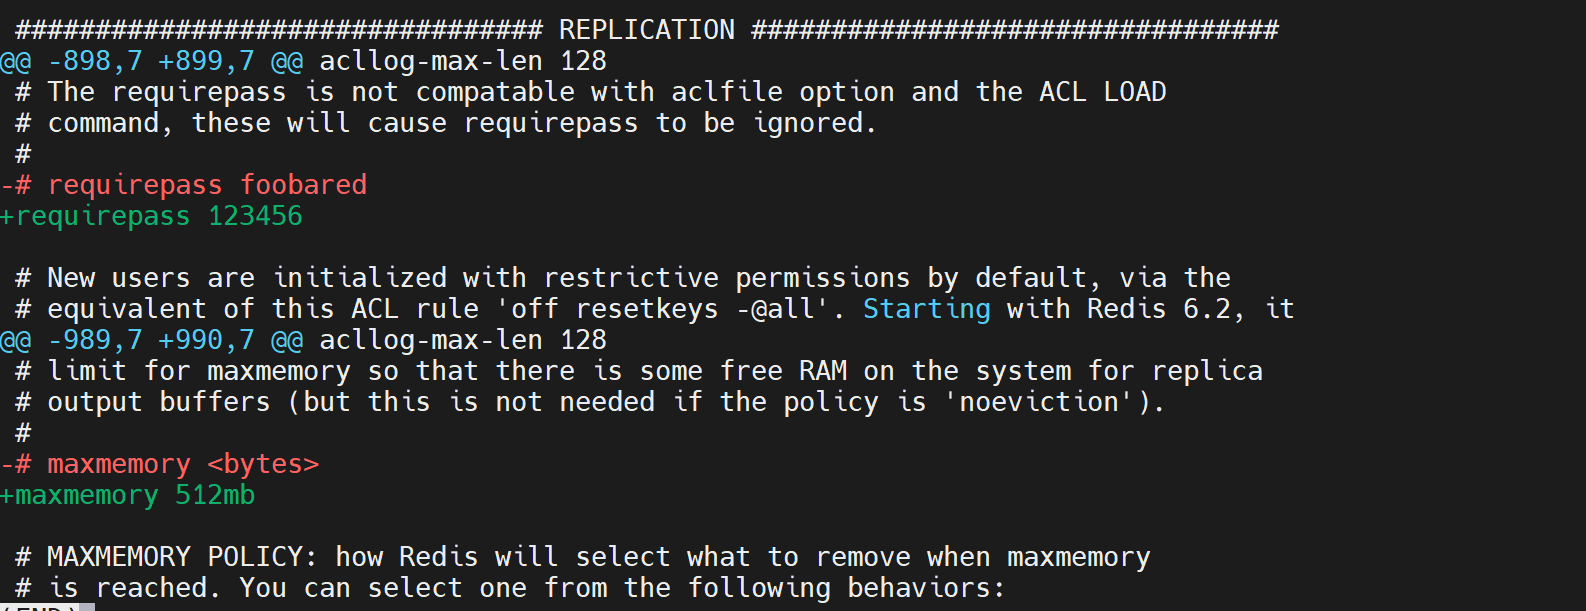 ################################# REPLICATION #################################
@@ -898,7 +899,7 @@ acllog-max-len 128
# The requirepass is not compatable with aclfile option and the ACL LOAD
# command, these will cause requirepass to be ignored.
#
-# requirepass foobared
+requirepass 123456
# New users are initialized with restrictive permissions by default, via the
# equivalent of this ACL rule 'off resetkeys -@all'. Starting with Redis 6.2, it
@@ -989,7 +990,7 @@ acllog-max-len 128
# limit for maxmemory so that there is some free RAM on the system for replica
# output buffers (but this is not needed if the policy is 'noeviction').
#
-# maxmemory <bytes>
+maxmemory 512mb
# MAXMEMORY POLICY: how Redis will select what to remove when maxmemory
# is reached. You can select one from the following behaviors:
(END)